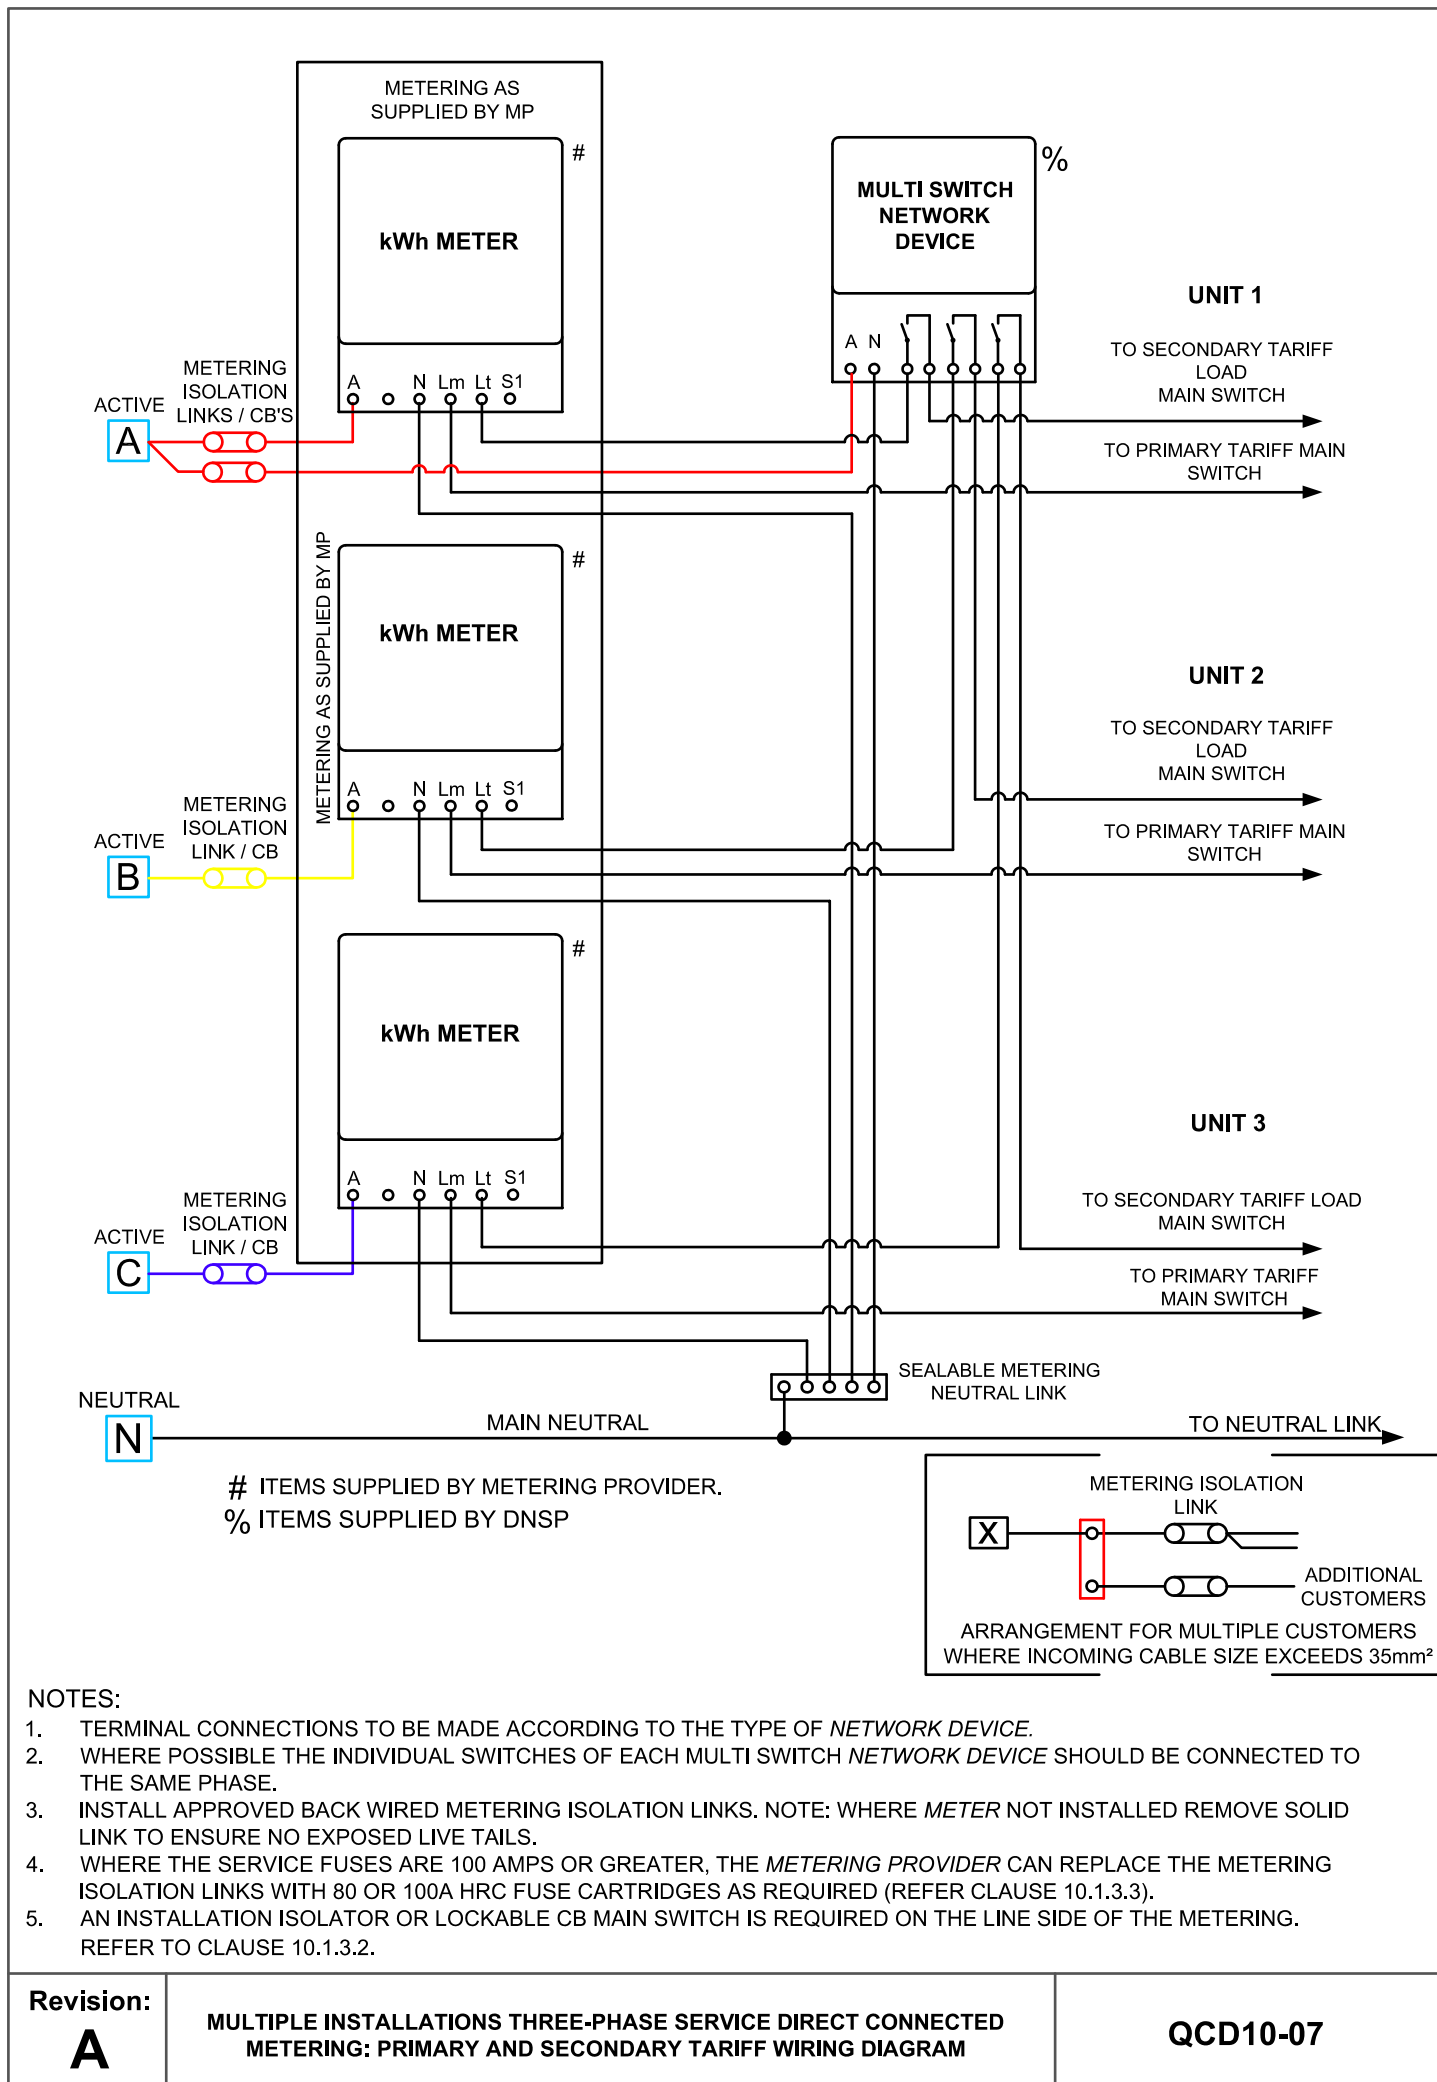 METERING AS
SUPPLIED BY MP
#
kWh METER
A N Lm Lt S1
METERING
ISOLATION
LINKS / CB'S
ACTIVE
A
MULTI SWITCH
NETWORK
DEVICE
%
A N
UNIT 1
TO SECONDARY TARIFF
LOAD
MAIN SWITCH
TO PRIMARY TARIFF MAIN
SWITCH
METERING AS SUPPLIED BY MP
#
kWh METER
A N Lm Lt S1
METERING
ISOLATION
LINK / CB
ACTIVE
B
UNIT 2
TO SECONDARY TARIFF
LOAD
MAIN SWITCH
TO PRIMARY TARIFF MAIN
SWITCH
#
kWh METER
A N Lm Lt S1
METERING
ISOLATION
LINK / CB
ACTIVE
C
UNIT 3
TO SECONDARY TARIFF LOAD
MAIN SWITCH
TO PRIMARY TARIFF
MAIN SWITCH
SEALABLE METERING
NEUTRAL LINK
NEUTRAL
N
MAIN NEUTRAL
TO NEUTRAL LINK
# ITEMS SUPPLIED BY METERING PROVIDER.
% ITEMS SUPPLIED BY DNSP
METERING ISOLATION
LINK
X
ADDITIONAL
CUSTOMERS
ARRANGEMENT FOR MULTIPLE CUSTOMERS
WHERE INCOMING CABLE SIZE EXCEEDS 35mm²
NOTES:
1. TERMINAL CONNECTIONS TO BE MADE ACCORDING TO THE TYPE OF NETWORK DEVICE.
2. WHERE POSSIBLE THE INDIVIDUAL SWITCHES OF EACH MULTI SWITCH NETWORK DEVICE SHOULD BE CONNECTED TO
THE SAME PHASE.
3. INSTALL APPROVED BACK WIRED METERING ISOLATION LINKS. NOTE: WHERE METER NOT INSTALLED REMOVE SOLID
LINK TO ENSURE NO EXPOSED LIVE TAILS.
4. WHERE THE SERVICE FUSES ARE 100 AMPS OR GREATER, THE METERING PROVIDER CAN REPLACE THE METERING
ISOLATION LINKS WITH 80 OR 100A HRC FUSE CARTRIDGES AS REQUIRED (REFER CLAUSE 10.1.3.3).
5. AN INSTALLATION ISOLATOR OR LOCKABLE CB MAIN SWITCH IS REQUIRED ON THE LINE SIDE OF THE METERING.
REFER TO CLAUSE 10.1.3.2.
Revision:
A
MULTIPLE INSTALLATIONS THREE-PHASE SERVICE DIRECT CONNECTED
METERING: PRIMARY AND SECONDARY TARIFF WIRING DIAGRAM
QCD10-07